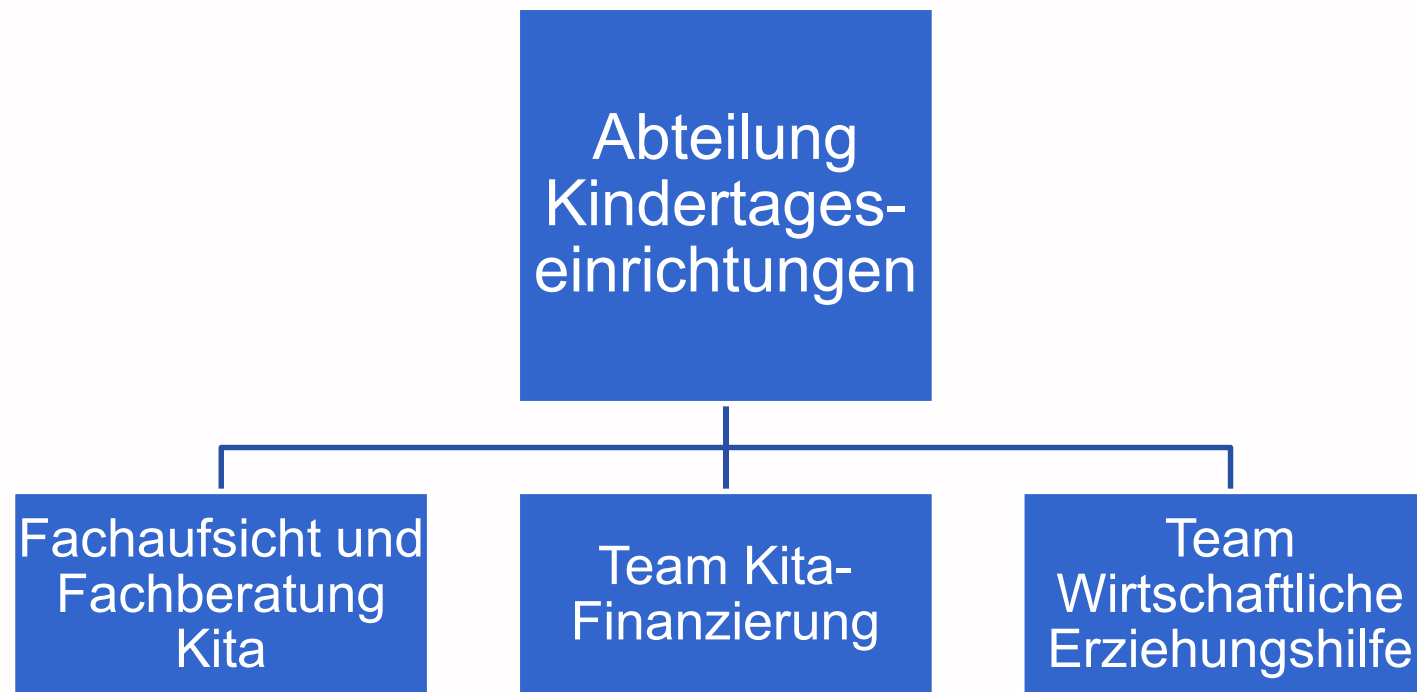 Abteilung
Kindertages-
einrichtungen
Fachaufsicht und
Fachberatung
Kita
Team Kita-
Finanzierung
Team
Wirtschaftliche
Erziehungshilfe